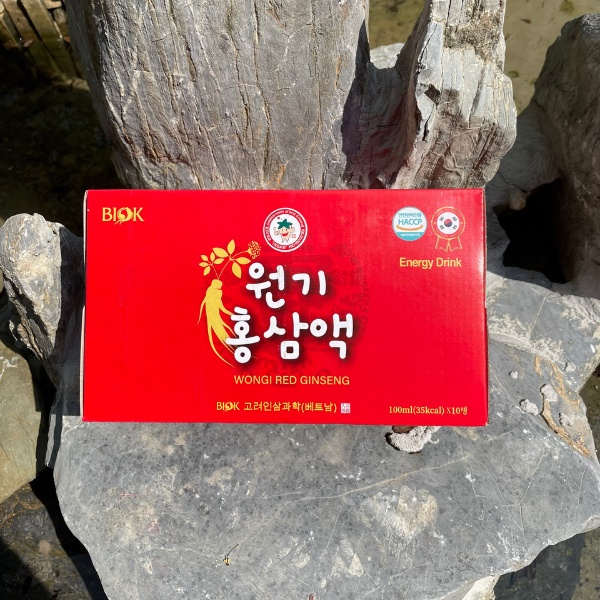 BIOK
HACCP
Energy Drink
원기
홍삼액
WONGI RED GINSENG
BIOK 고려인삼과학(베트남)
100ml(35kcal) X10병